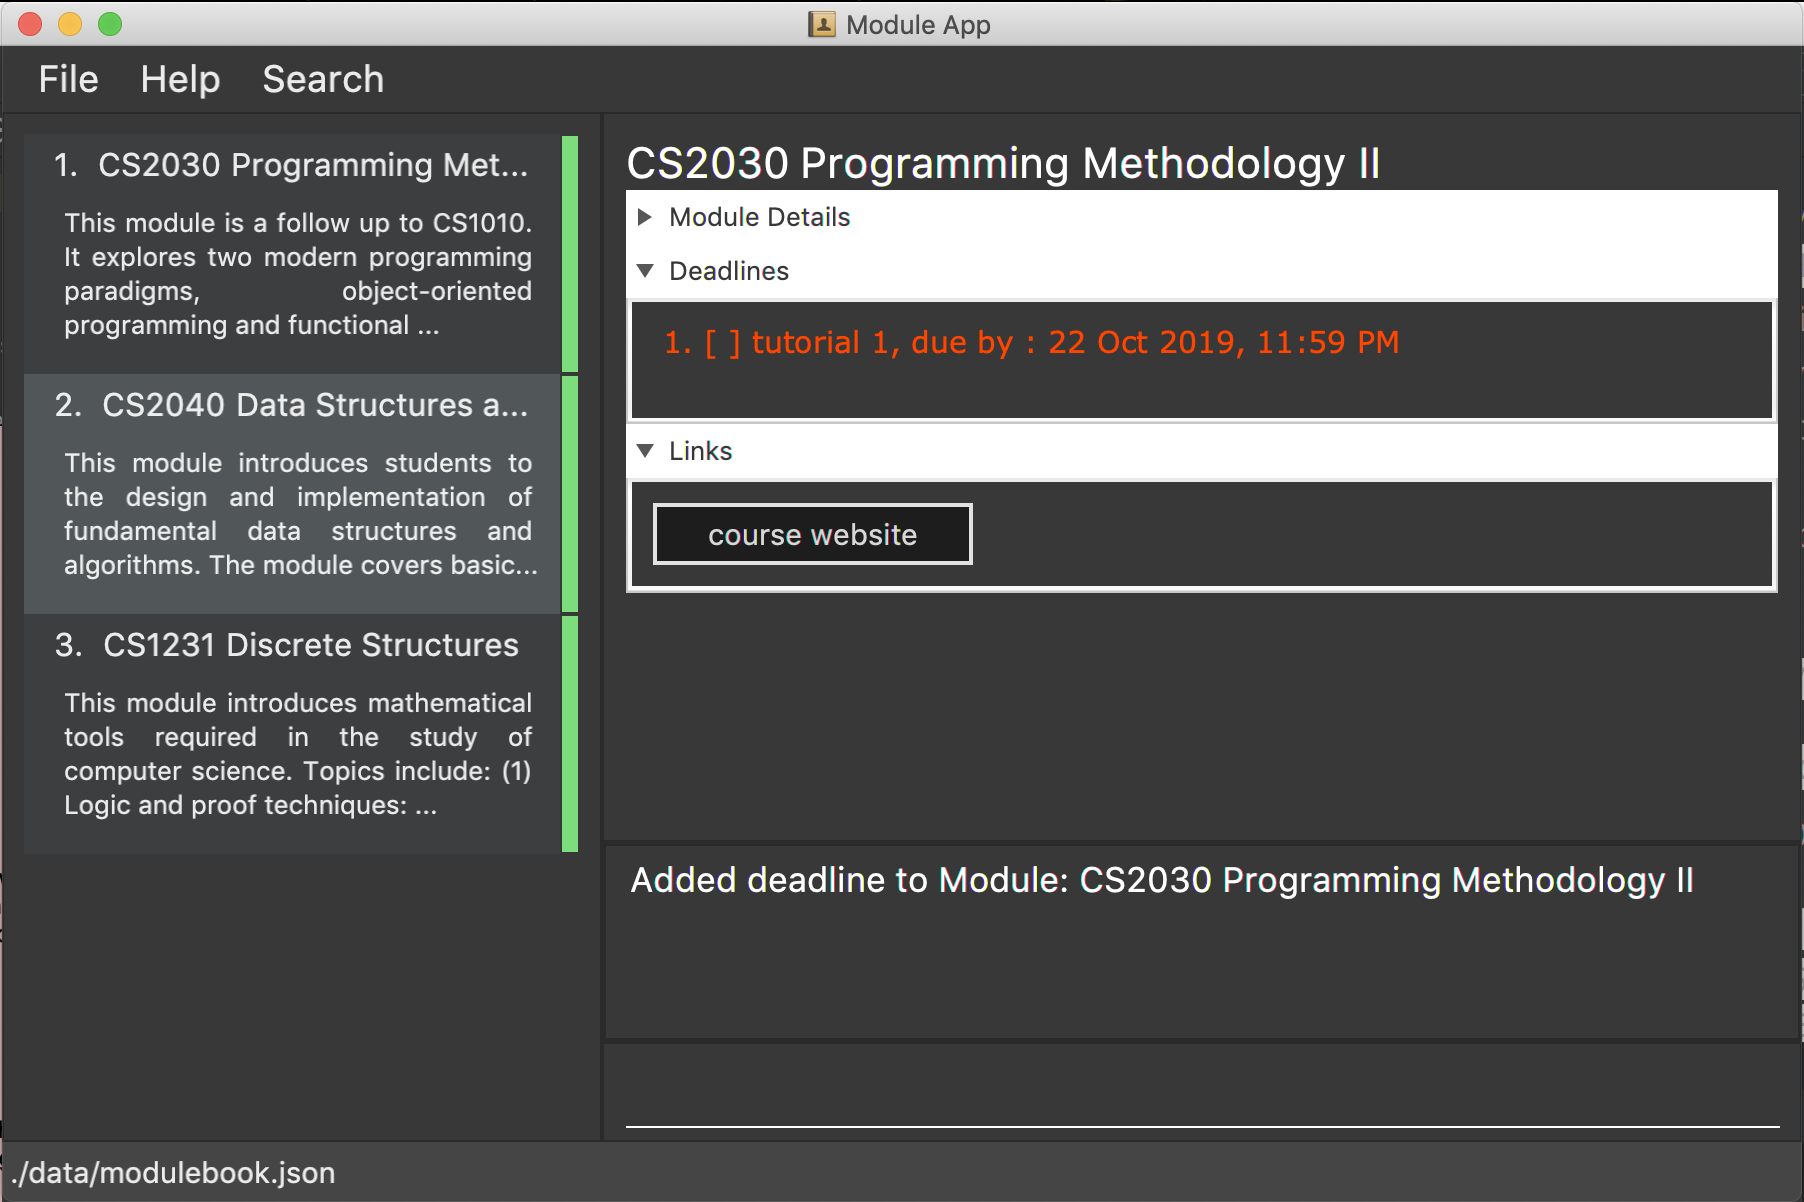 Module App
File Help Search
1. CS2030 Programming Met...
This module is a follow up to CS1010.
It explores two modern programming
paradigms, object-oriented
programming and functional ...
2. CS2040 Data Structures a...
This module introduces students to
the design and implementation of
fundamental data structures and
algorithms. The module covers basic...
3. CS1231 Discrete Structures
This module introduces mathematical
tools required in the study of
computer science. Topics include: (1)
Logic and proof techniques: ...
CS2030 Programming Methodology II
Module Details
Deadlines
1. [ ] tutorial 1, due by : 22 Oct 2019, 11:59 PM
Links
course website
Added deadline to Module: CS2030 Programming Methodology II
./data/modulebook.json